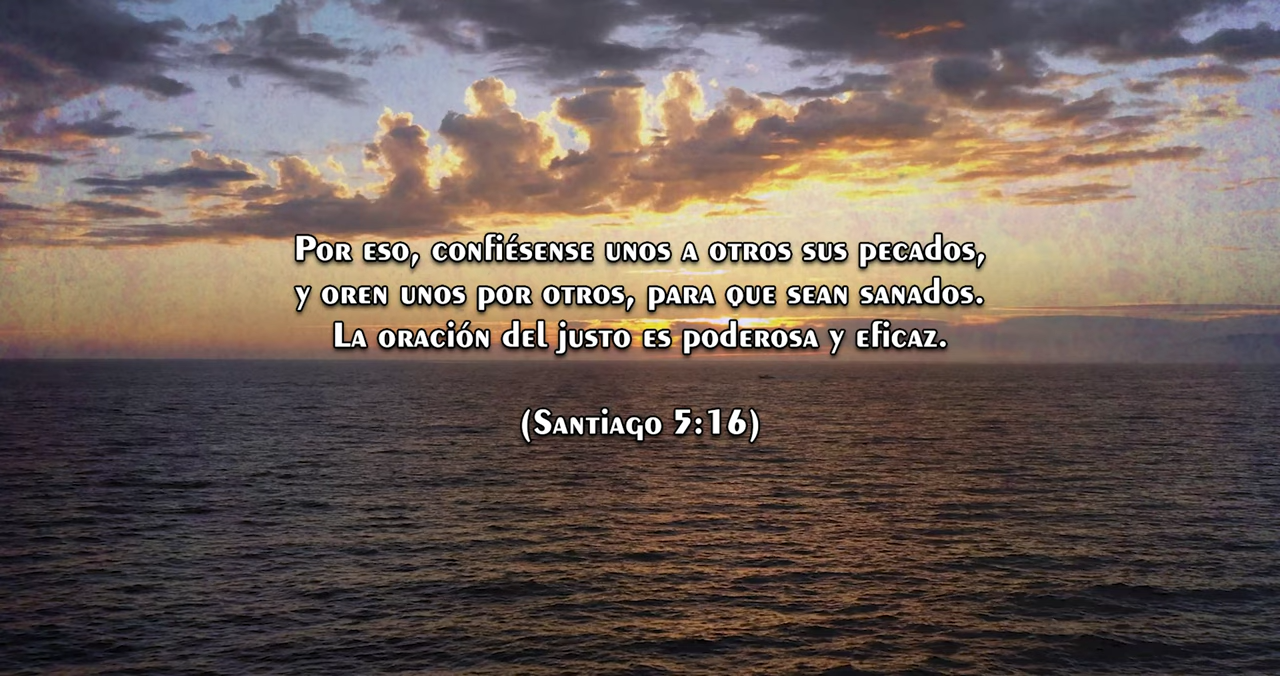 Por eso, confiésense unos a otros sus pecados,
y oren unos por otros, para que sean sanados.
La oración del justo es poderosa y eficaz.
(Santiago 5:16)